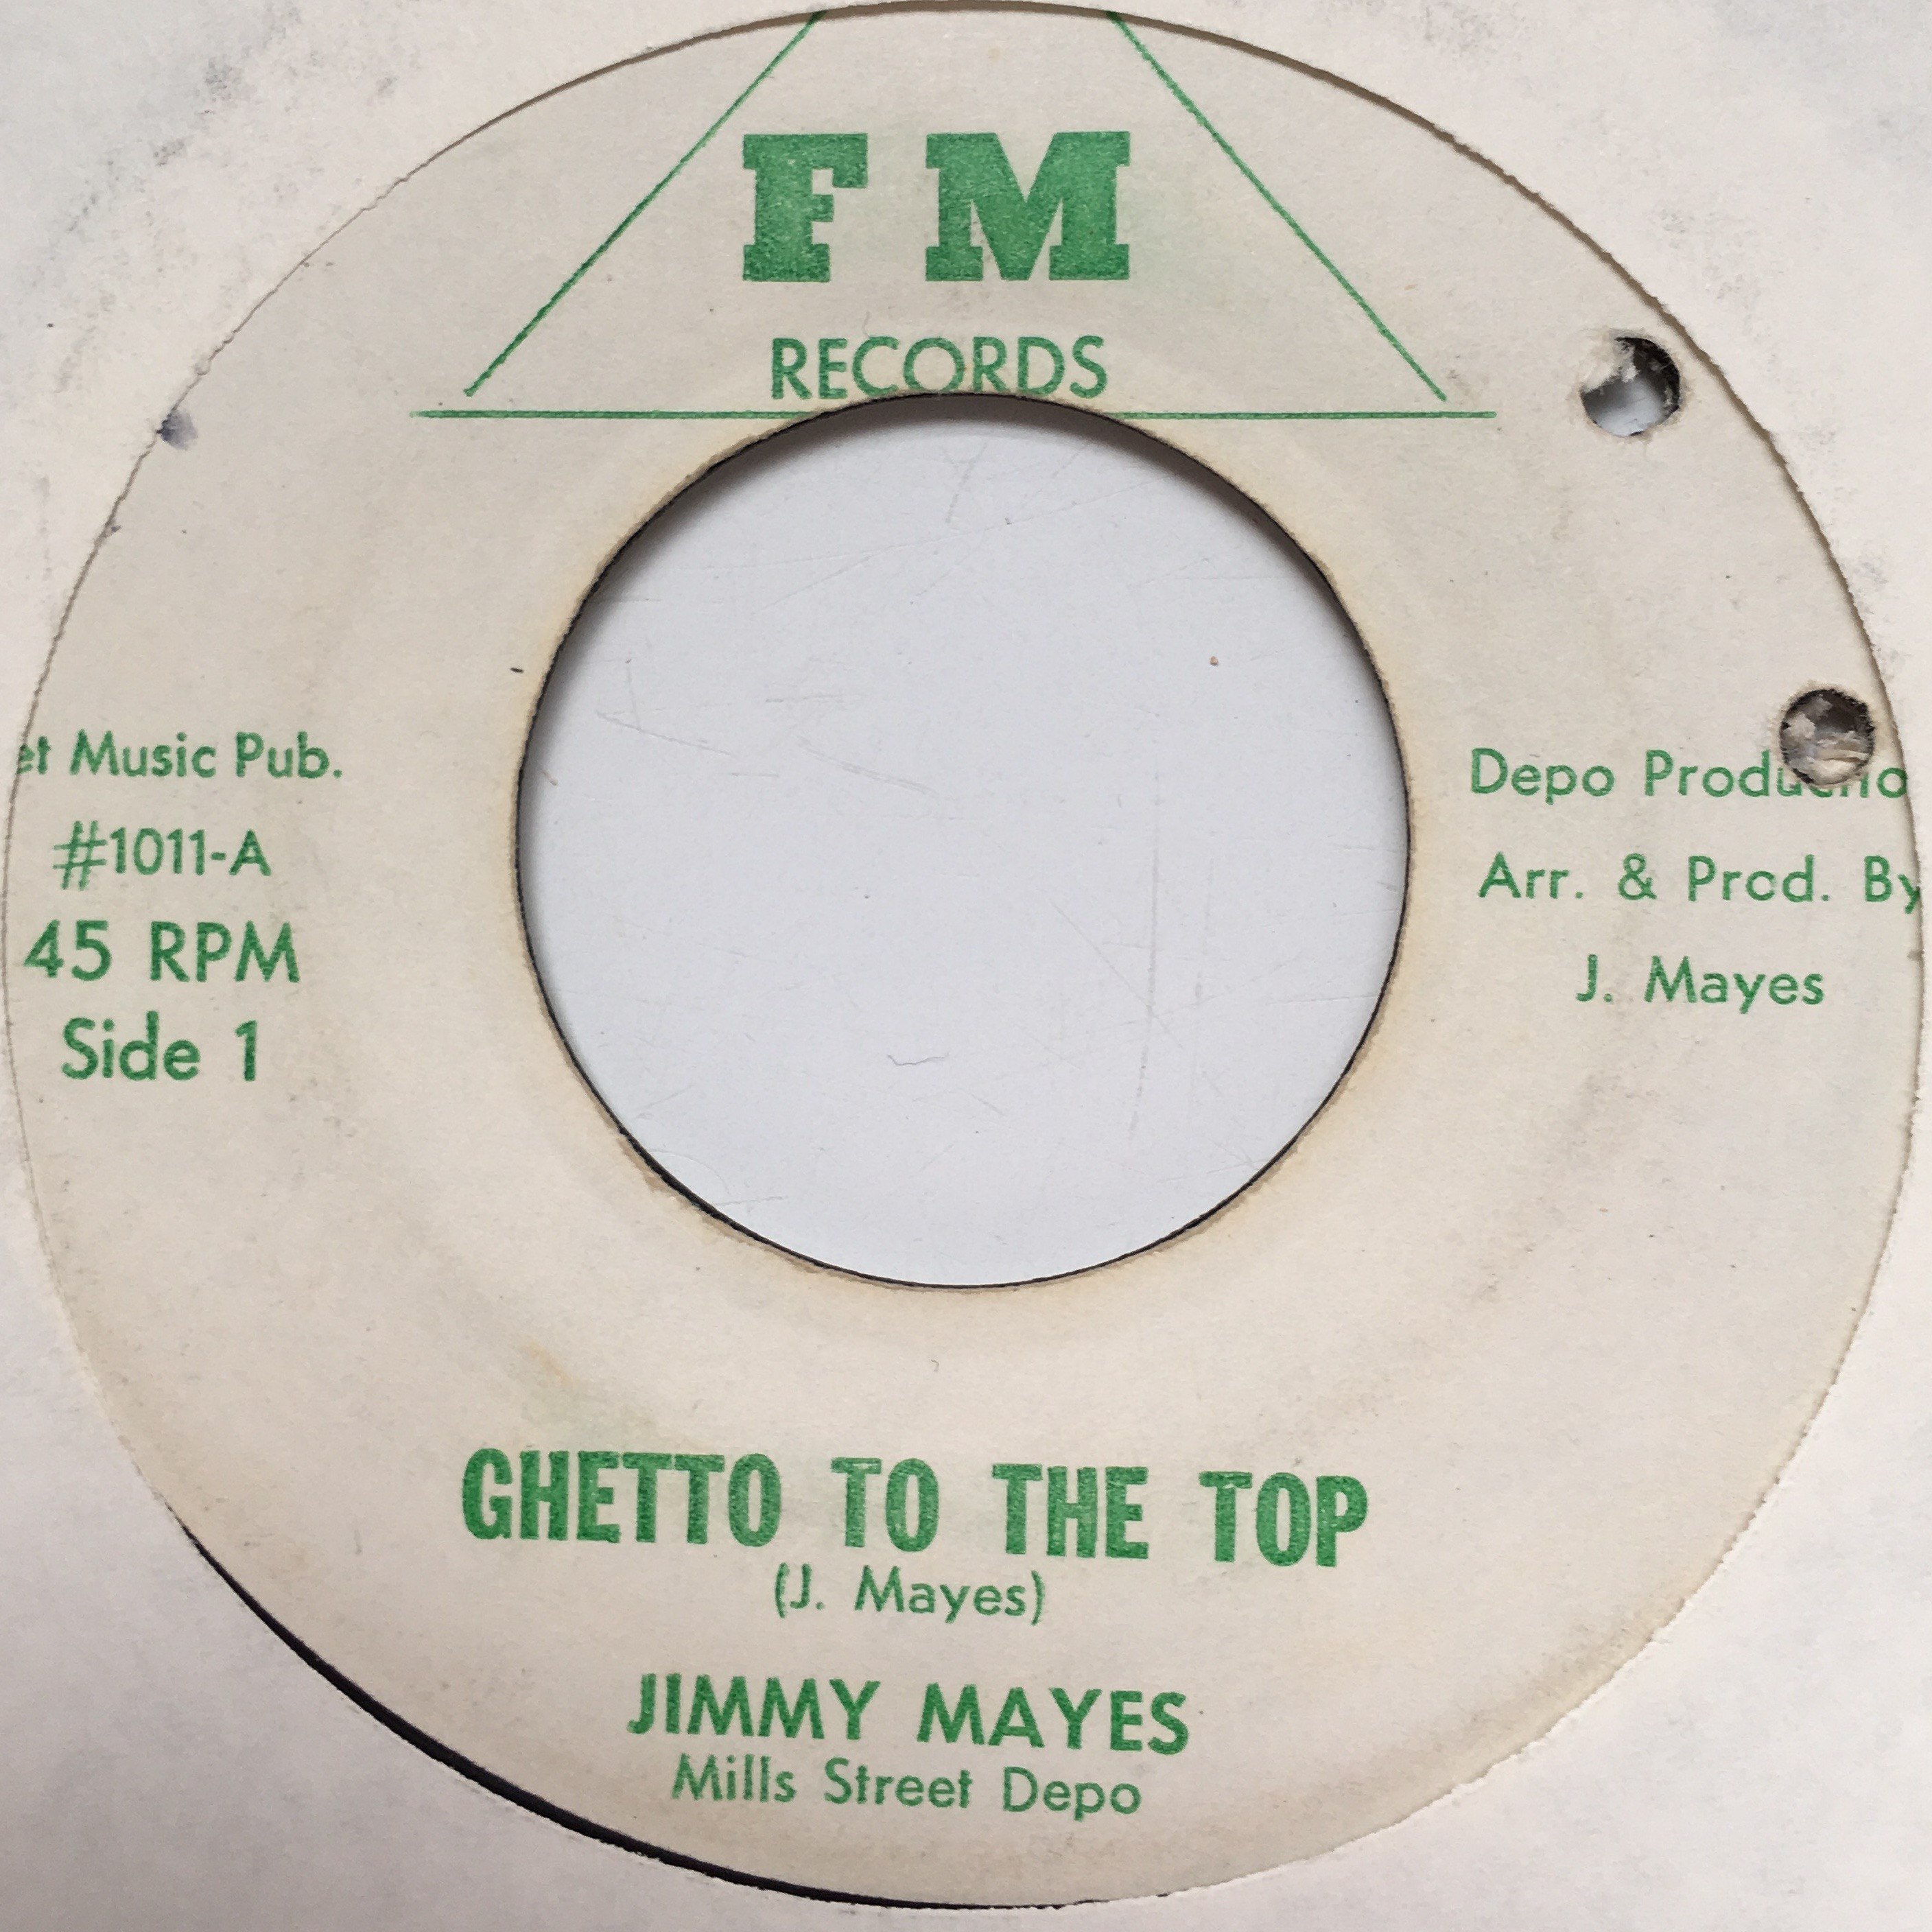 F M
RECORDS
Music Pub.
#1011-A
45 RPM
Side 1
Depo
Arr. & Prod. By
J. Mayes
GHETTO TO THE TOP
(J. Mayes)
JIMMY MAYES
Mills Street Depo